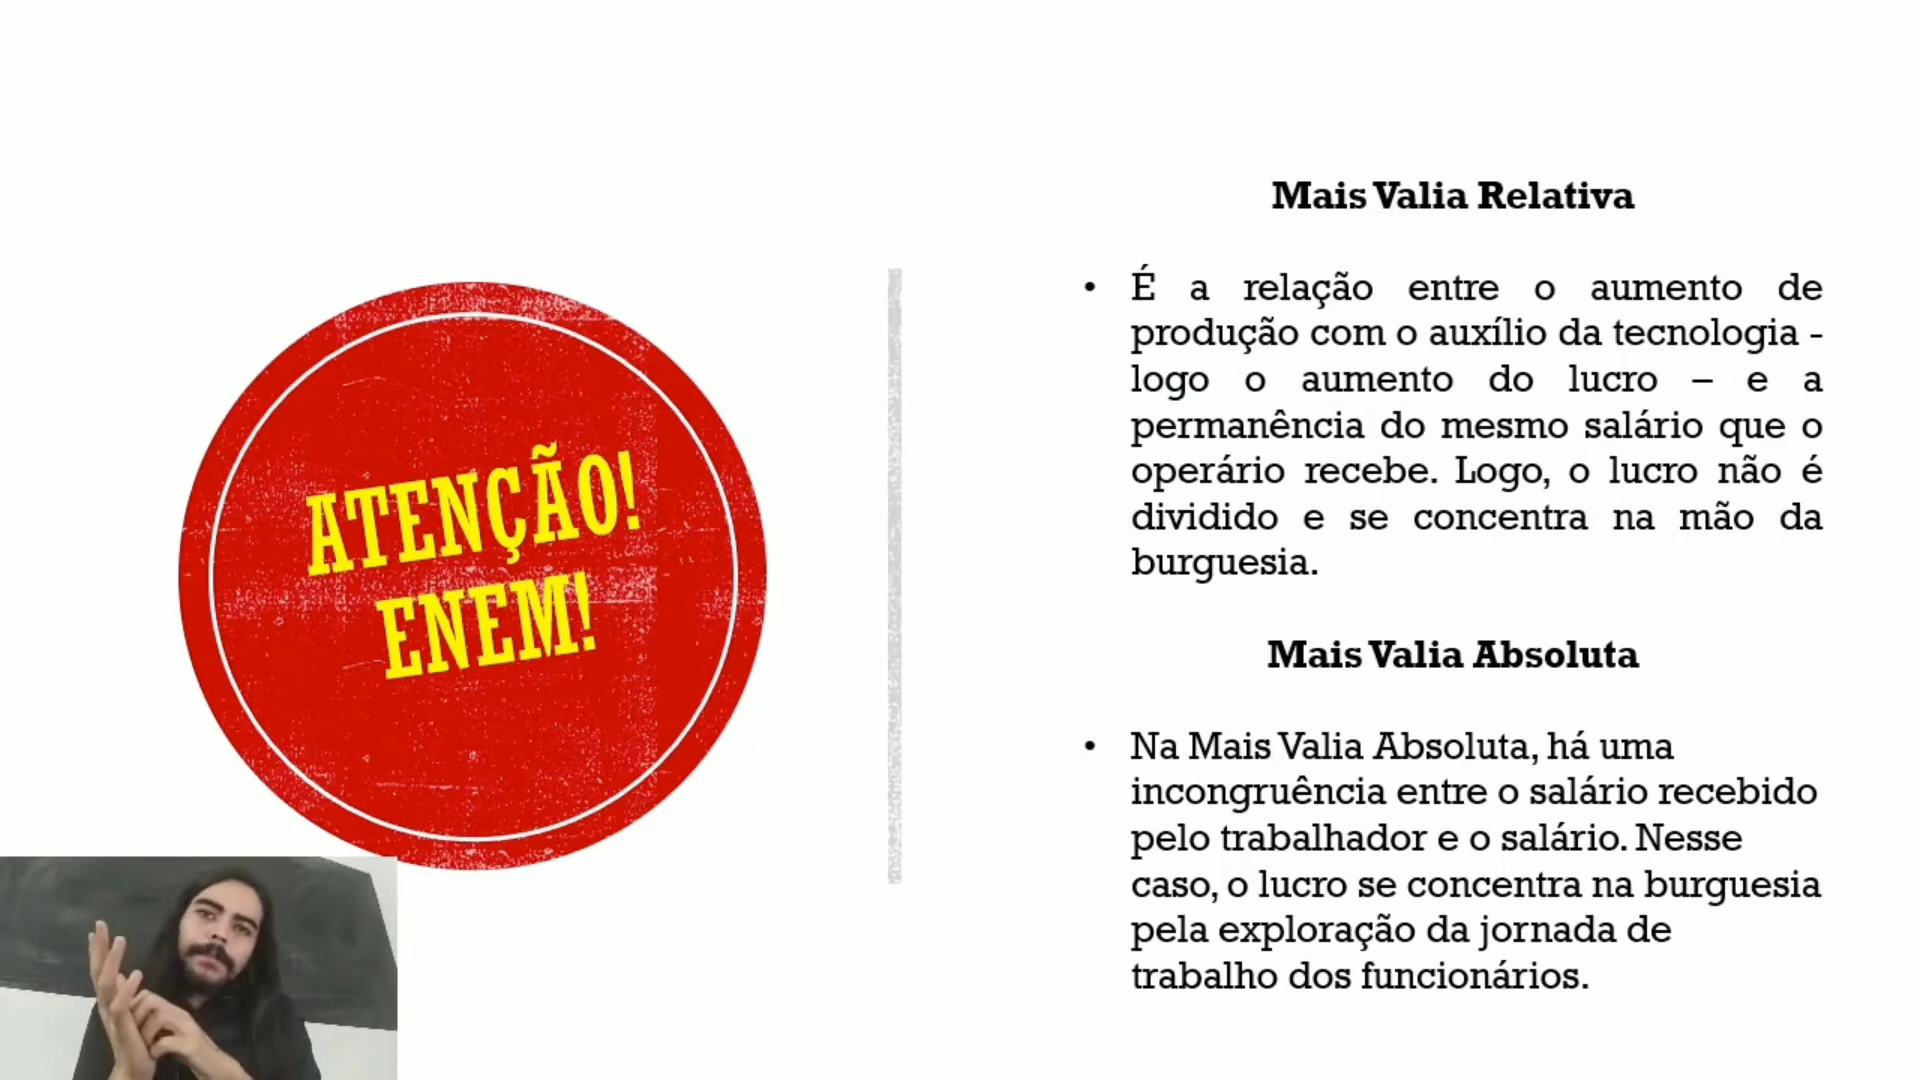 ATENÇÃO!
ENEM!
Mais Valia Relativa
• É a relação entre o aumento de
produção com o auxílio da tecnologia -
logo o aumento do lucro – e a
permanência do mesmo salário que o
operário recebe. Logo, o lucro não é
dividido e se concentra na mão da
burguesia.
Mais Valia Absoluta
• Na Mais Valia Absoluta, há uma
incongruência entre o salário recebido
pelo trabalhador e o salário. Nesse
caso, o lucro se concentra na burguesia
pela exploração da jornada de
trabalho dos funcionários.